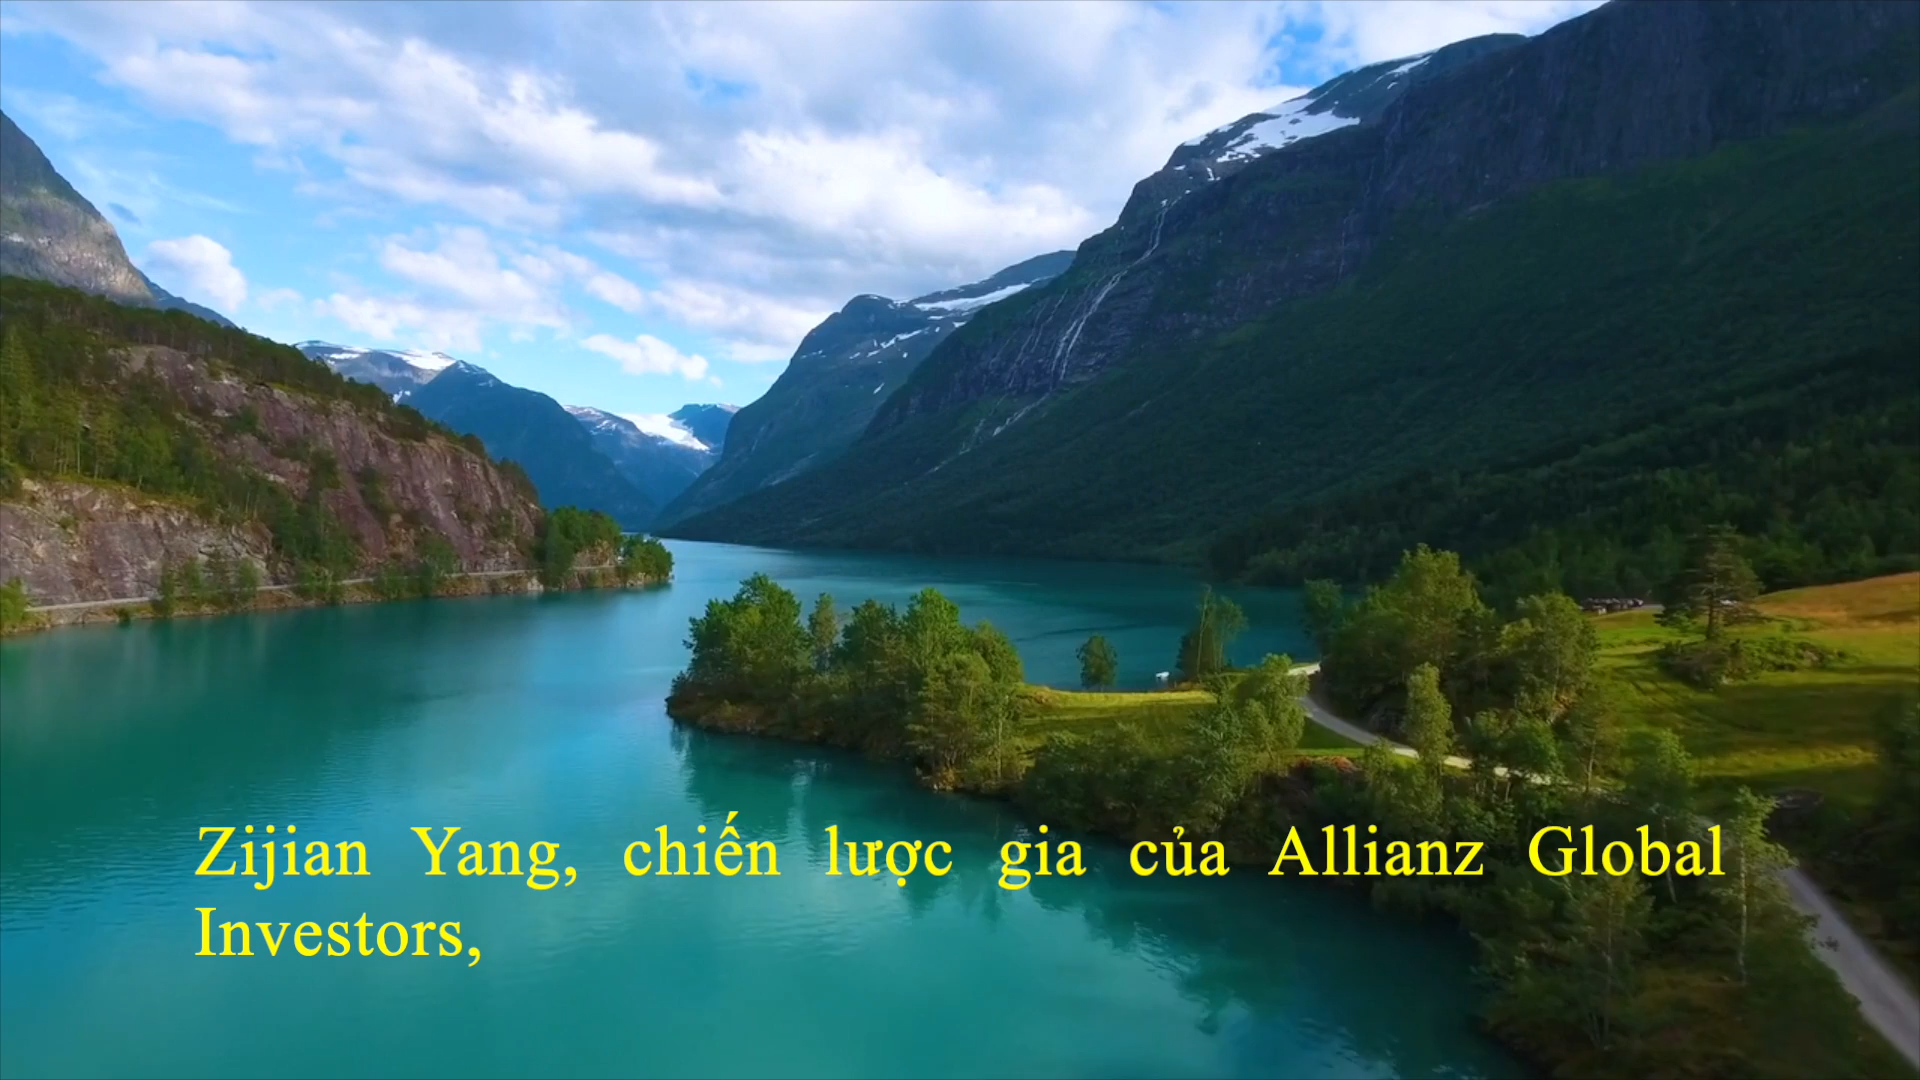 Zijian Yang, chiến lược gia của Allianz Global
Investors,